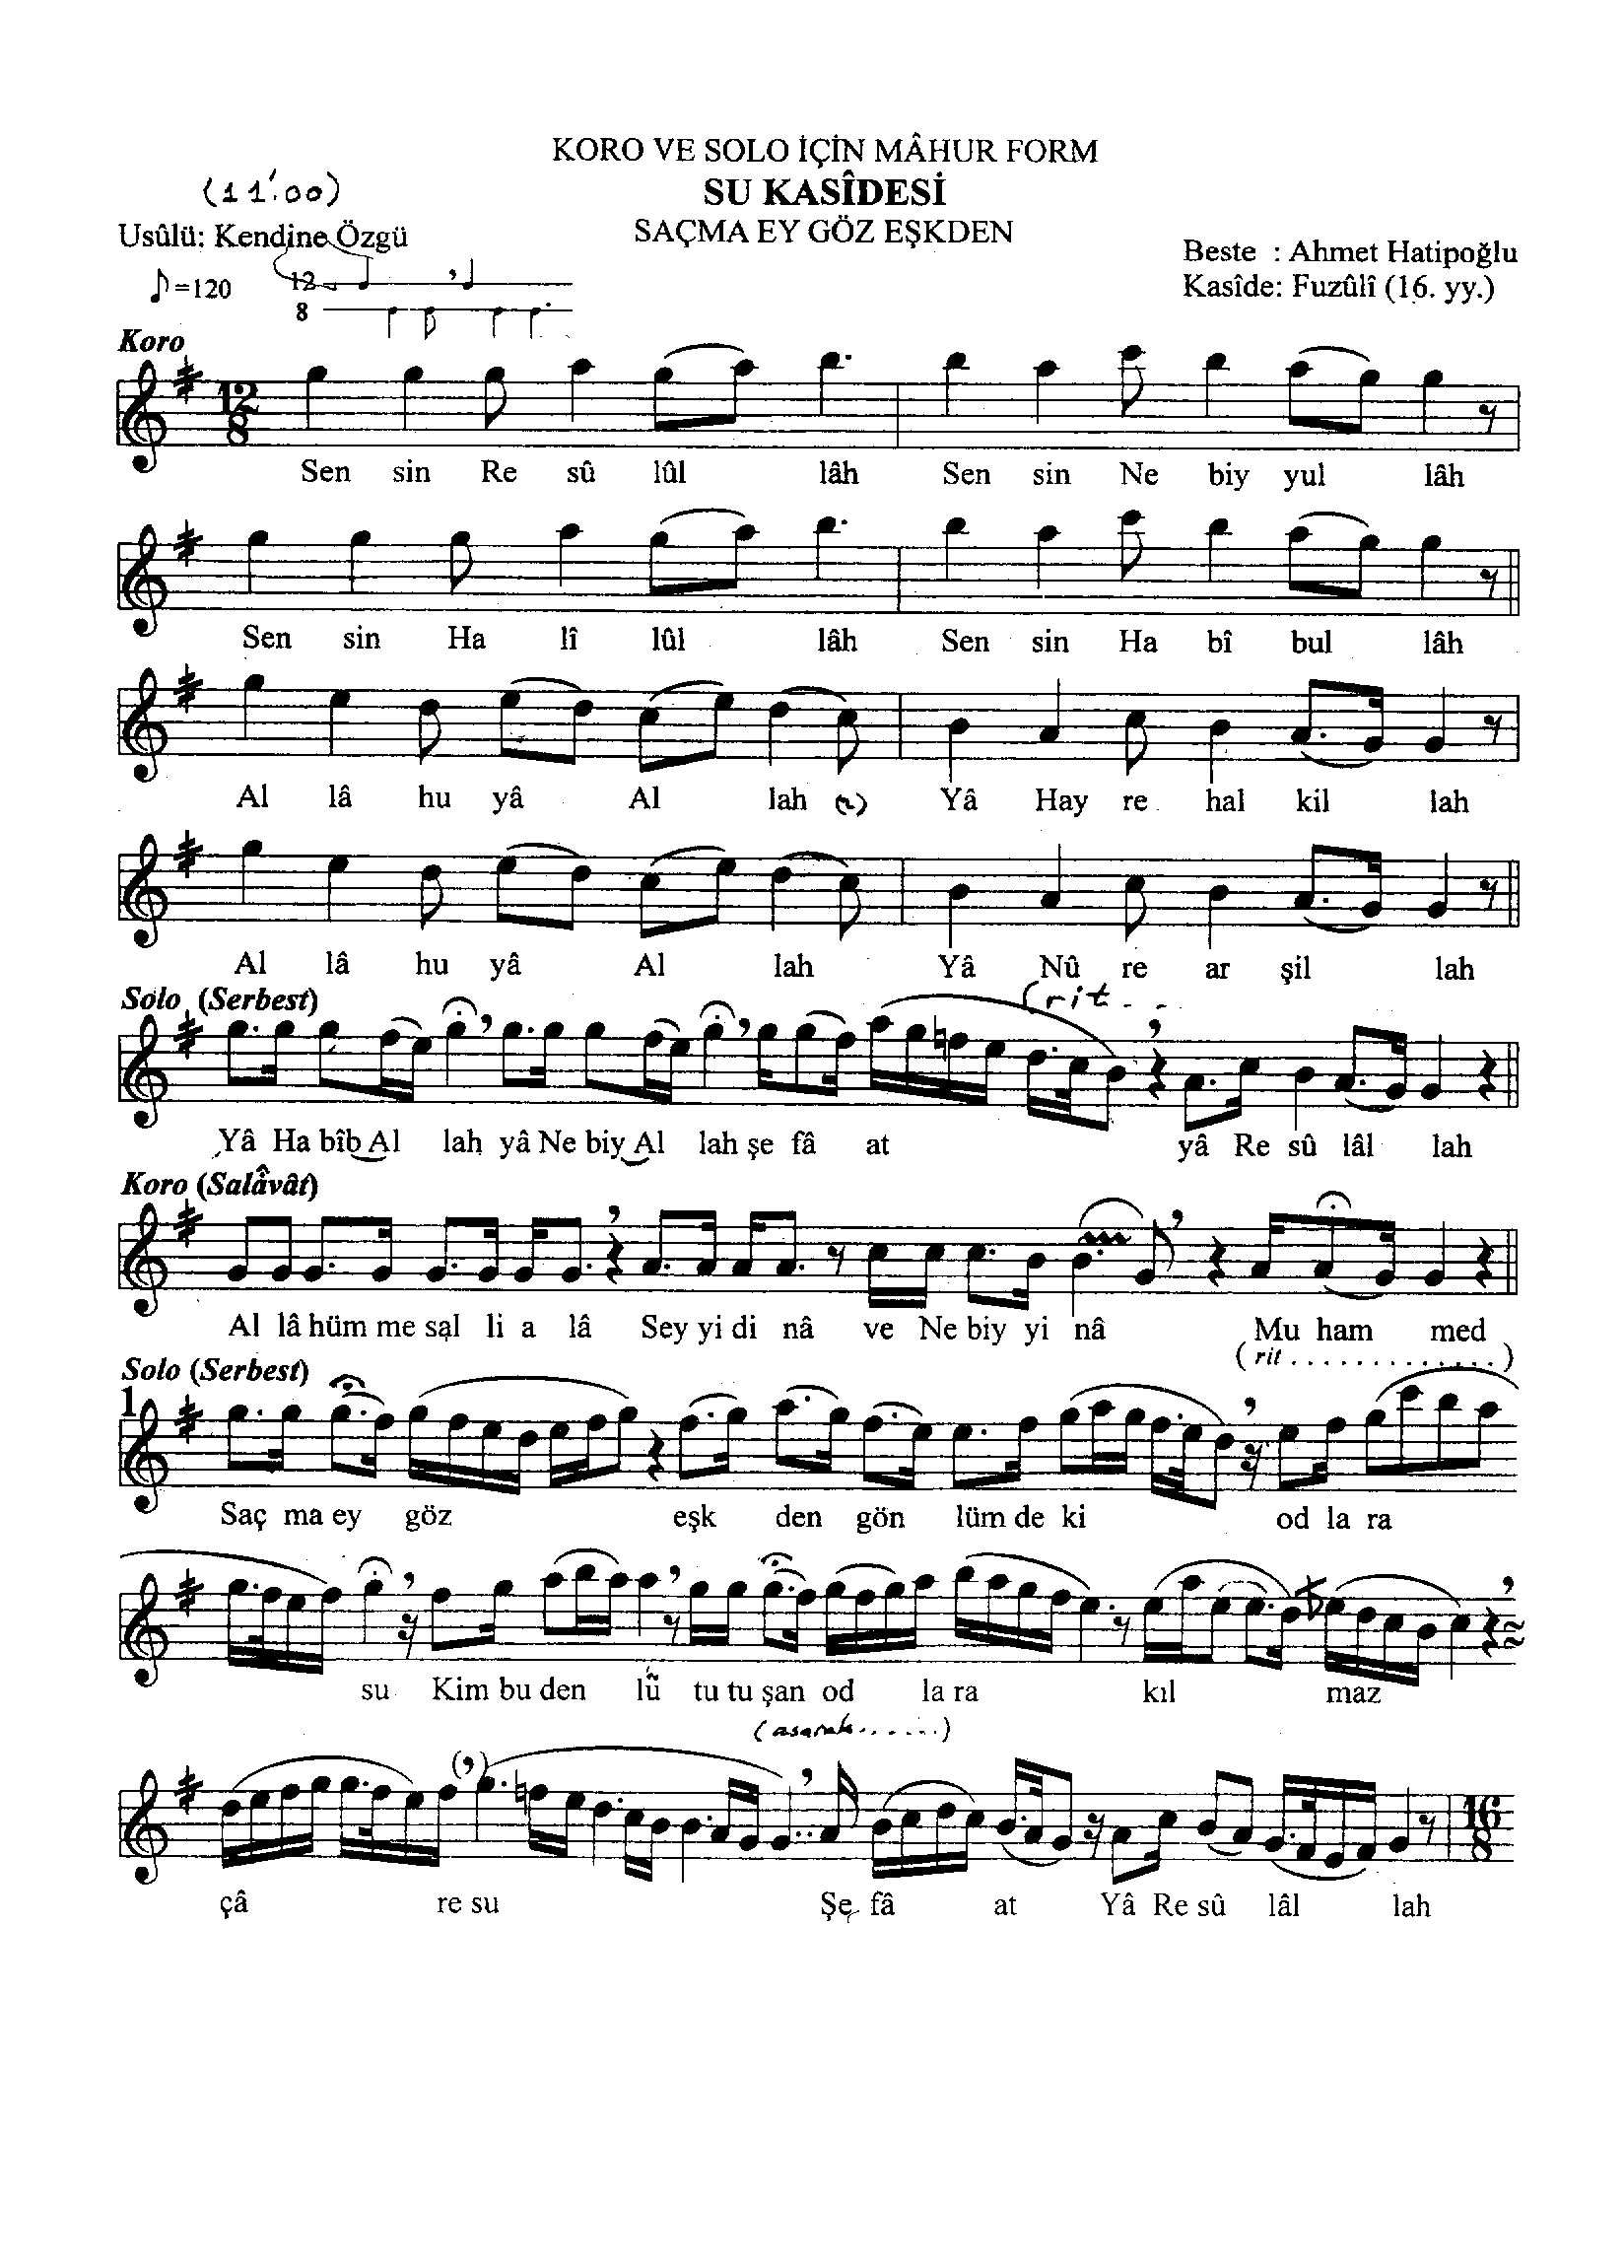 KORO VE SOLO İÇİN MÂHUR FORM
(11'.00)
SU KASÎDESİ
Usûlü: Kendine Özgü
SAÇMA EY GÖZ EŞKDEN
Beste : Ahmet Hatipoğlu
♪=120
12
8
Kasîde: Fuzûlî (16. yy.)
Koro
12
8
Sen sin Re sû lûl lâh Sen sin Ne biy yul lâh
Sen sin Ha lî lûl lâh Sen sin Ha bî bul lâh
Al lâ hu yâ Al lah Yâ Hay re hal kil lah
Al lâ hu yâ Al lah Yâ Nû re ar şil lah
Solo (Serbest)
(rit - -
Yâ Ha bîb Al lah yâ Ne biy Al lah şe fâ at yâ Re sû lâl lah
Koro (Salâvât)
Al lâ hüm me sal li a lâ Sey yi di nâ ve Ne biy yi nâ Mu ham med
Solo (Serbest)
(rit . . . . . . . . . . . . . )
1
Saç ma ey göz eşk den gön lüm de ki od la ra
su Kim bu den lü tu tu şan od la ra kıl maz
çâ re su Şe fâ at Yâ Re sû lâl lah
16
8